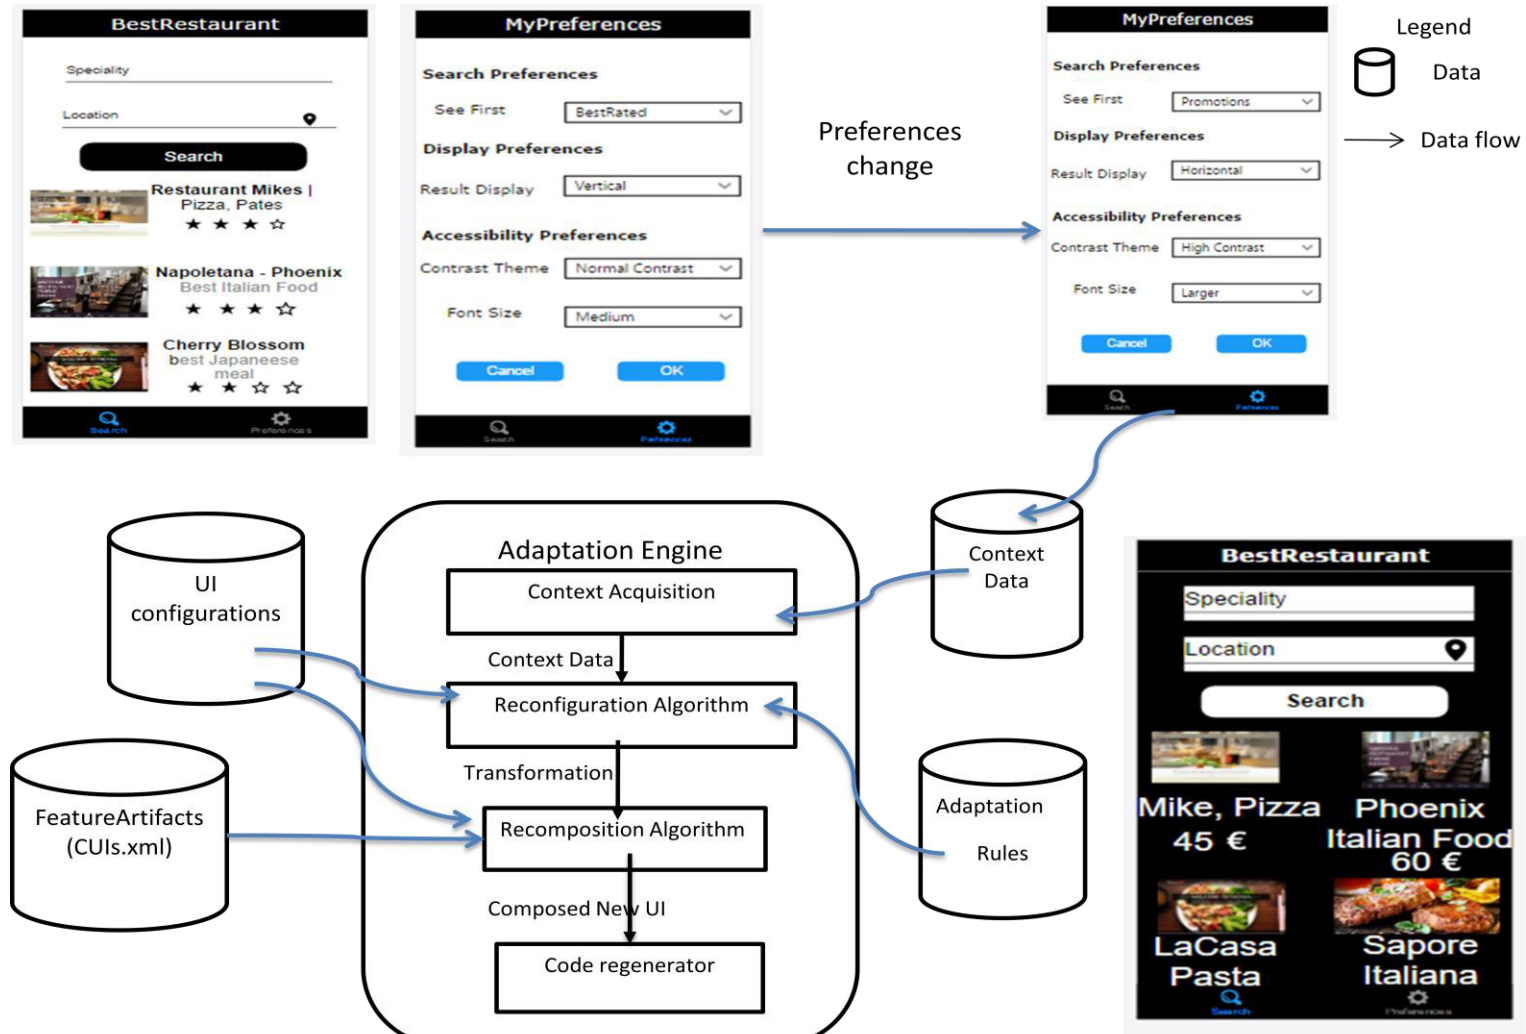 BestRestaurant
Speciality
Location
Search
Restaurant Mikes |
Pizza, Pates
Napoletana - Phoenix
Best Italian Food
Cherry Blossom
best Japaneese
meal
Search
Preferences
MyPreferences
Search Preferences
See First
BestRated
Display Preferences
Result Display
Vertical
Accessibility Preferences
Contrast Theme
Normal Contrast
Font Size
Medium
Cancel
OK
Search
Preferences
Preferences
change
MyPreferences
Search Preferences
See First
Promotions
Display Preferences
Result Display
Horizontal
Accessibility Preferences
Contrast Theme
High Contrast
Font Size
Larger
Cancel
OK
Search
Preferences
Legend
Data
Data flow
UI
configurations
FeatureArtifacts
(CUIs.xml)
Adaptation Engine
Context Acquisition
Context Data
Reconfiguration Algorithm
Transformation
Recomposition Algorithm
Composed New UI
Code regenerator
Context
Data
Adaptation
Rules
BestRestaurant
Speciality
Location
Search
Mike, Pizza
45 €
Phoenix
Italian Food
60 €
LaCasa
Pasta
Sapore
Italiana
Search
Preferences